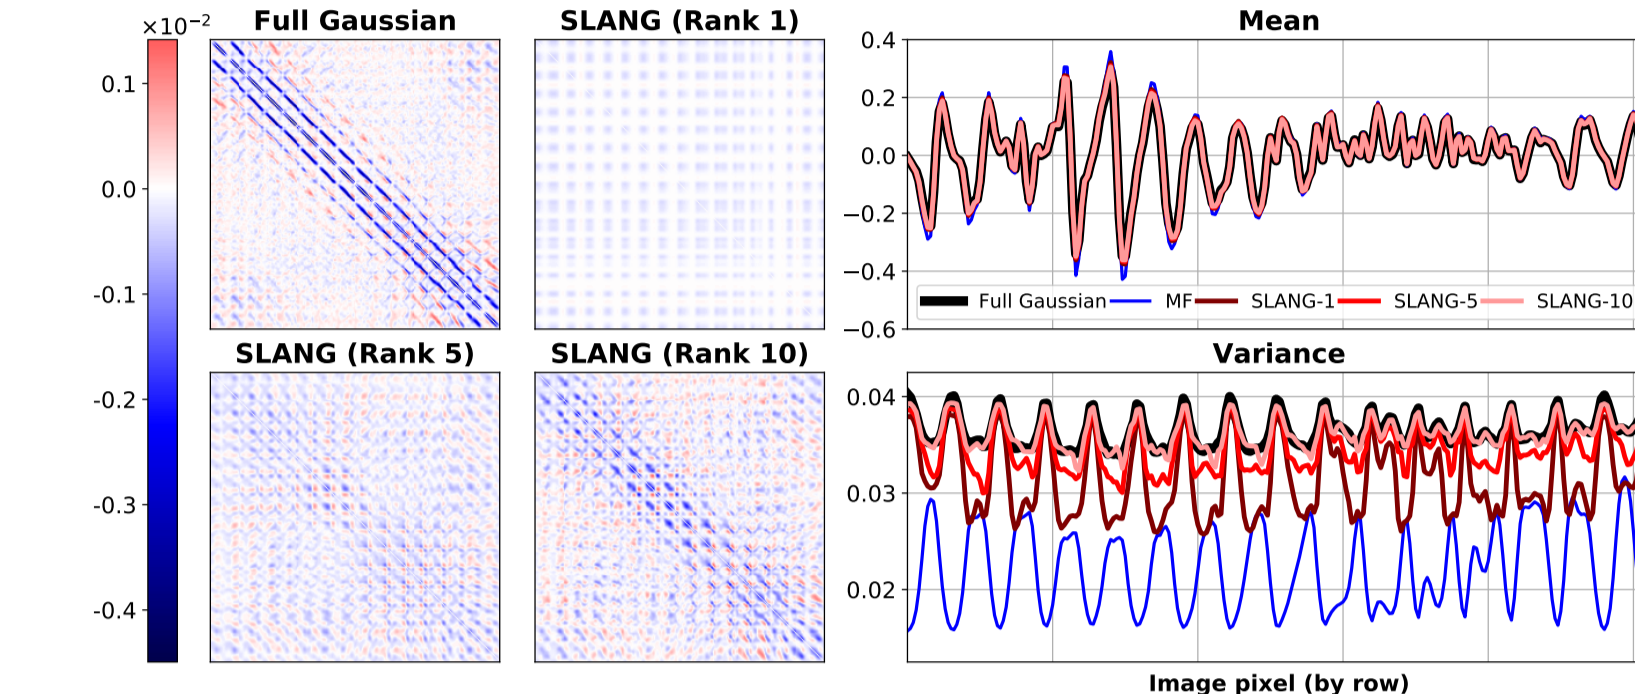 ×10⁻²
Full Gaussian
SLANG (Rank 1)
0.1
0.0
-0.1
-0.2
-0.3
-0.4
SLANG (Rank 5)
SLANG (Rank 10)
Mean
0.4
0.2
0.0
−0.2
−0.4
−0.6
Full Gaussian MF SLANG-1 SLANG-5 SLANG-10
Variance
0.04
0.03
0.02
Image pixel (by row)